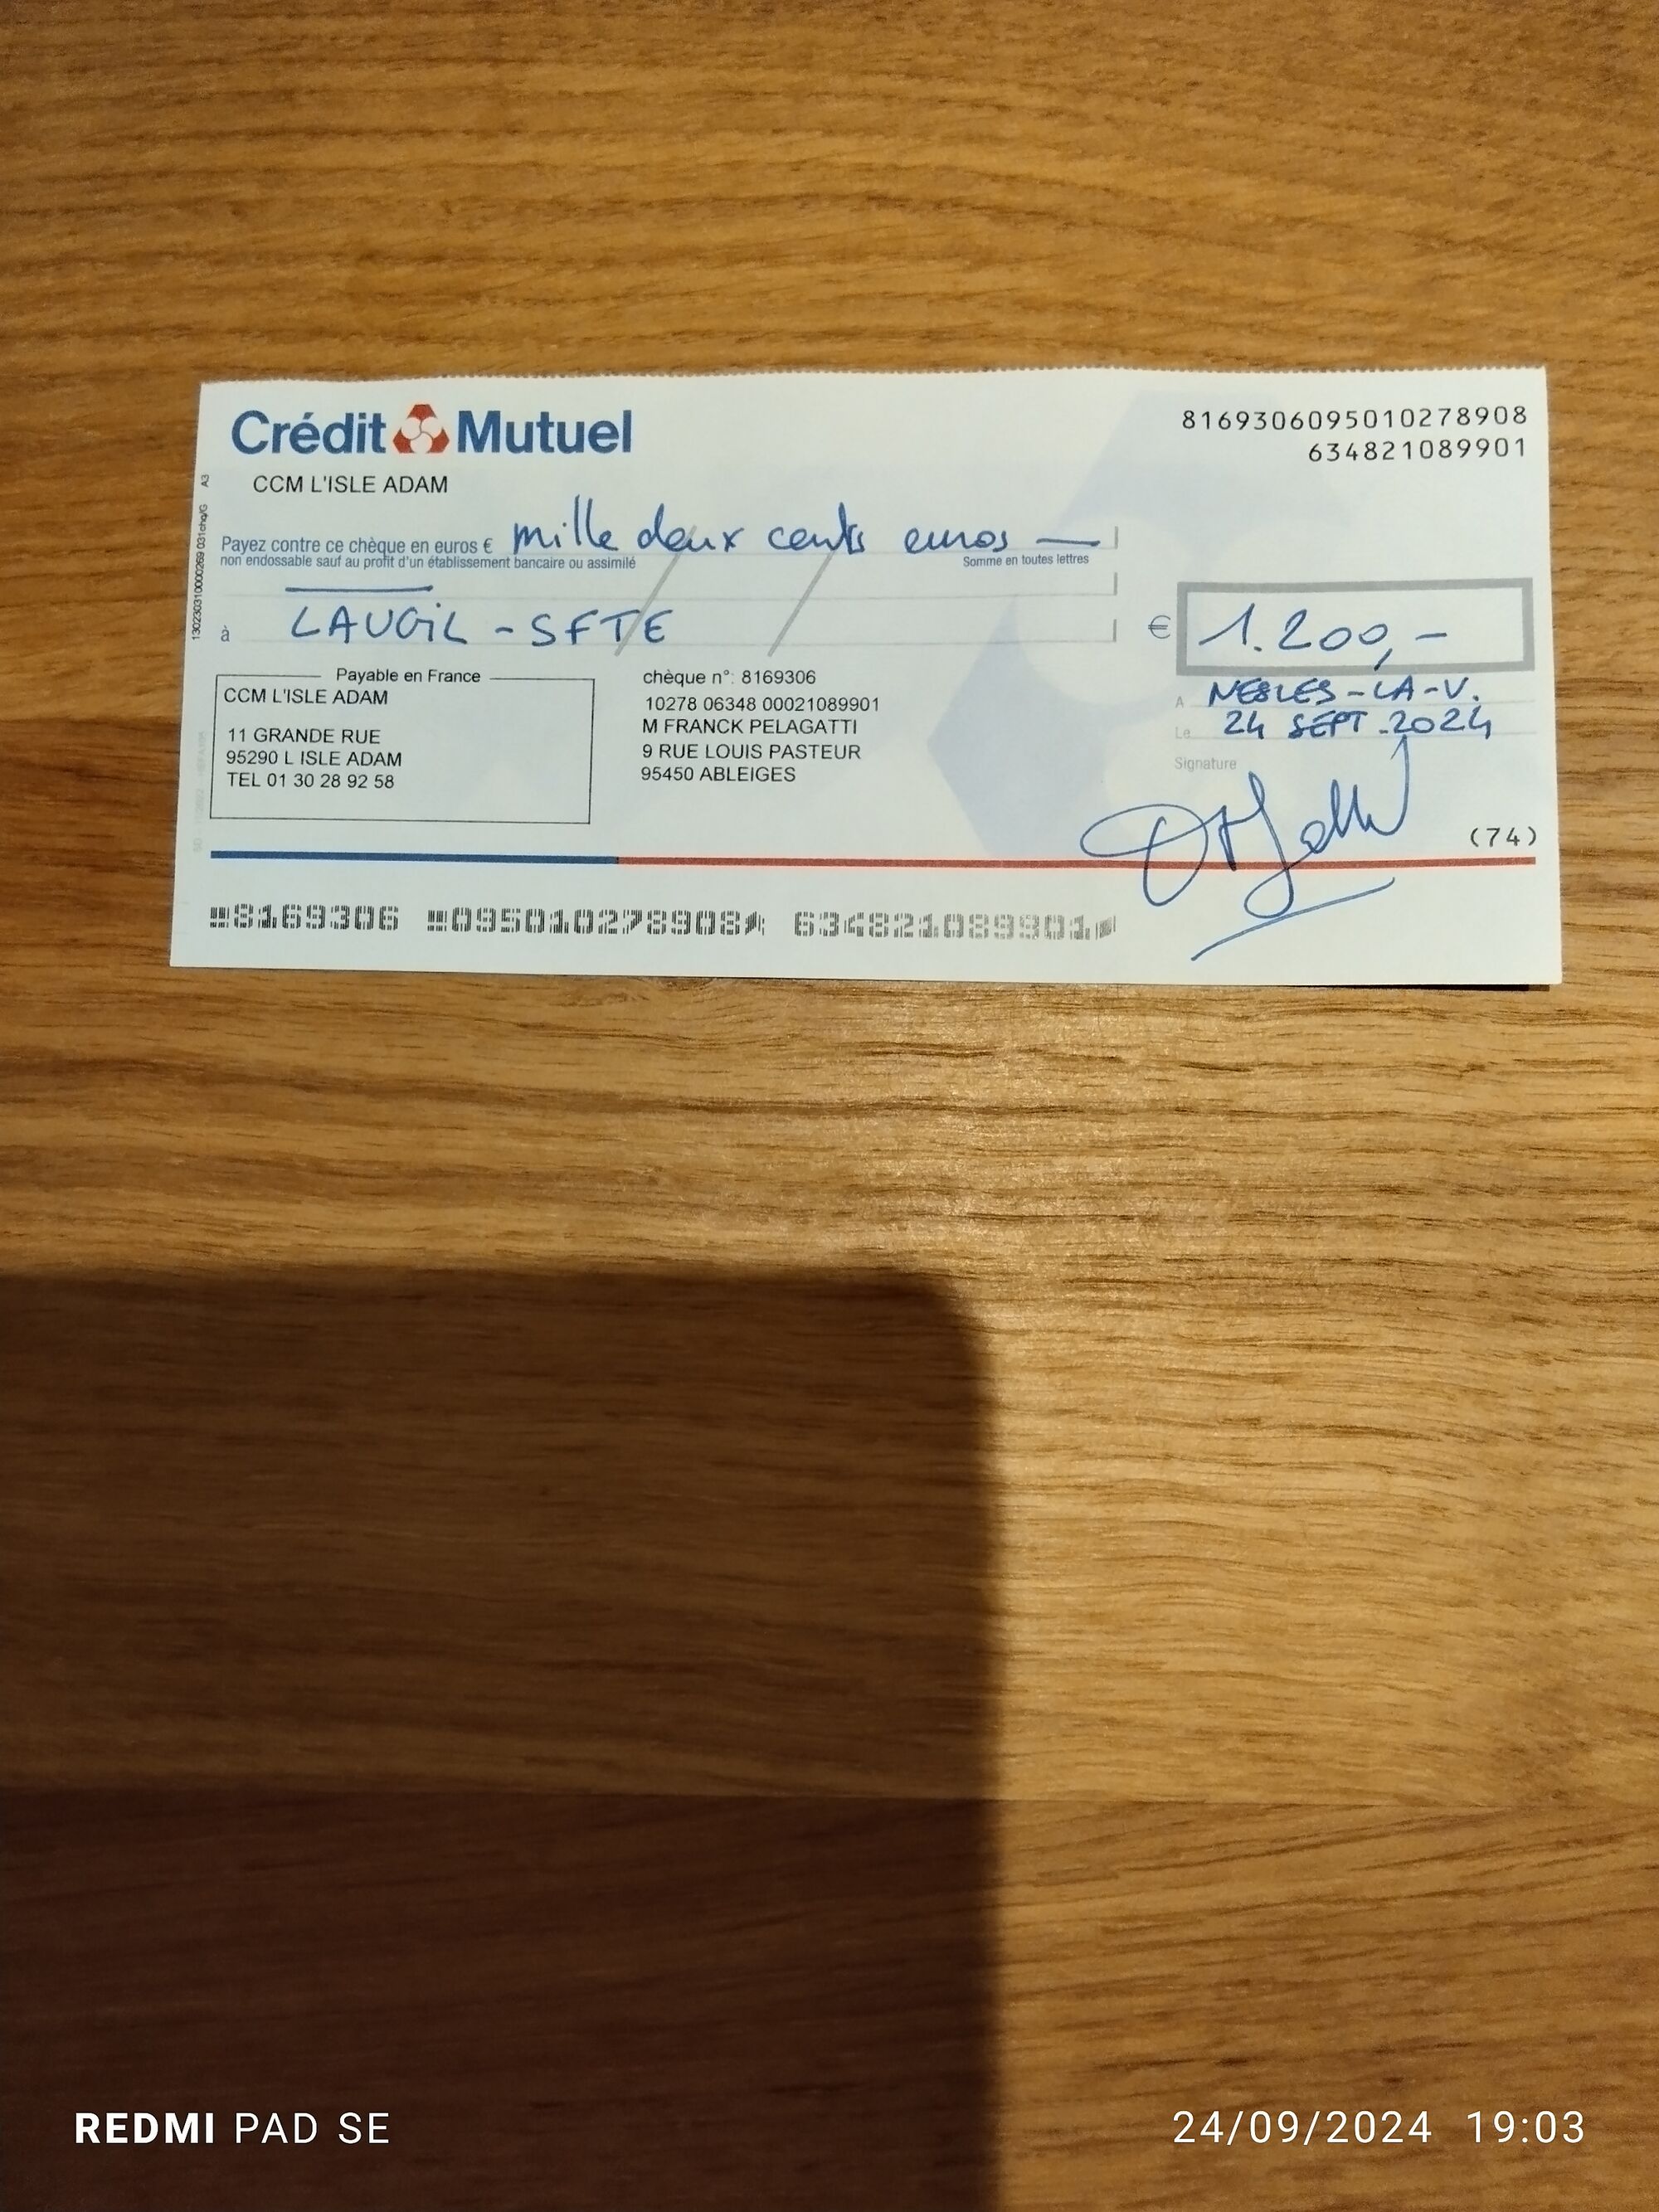 Crédit Mutuel
8169306095010278908
634821089901
CCM L'ISLE ADAM
Payez contre ce chèque en euros € mille deux cents euros —
non endossable sauf au profit d'un établissement bancaire ou assimilé
Somme en toutes lettres
à LAUGIL - SFTE
€ 1.200,-
Payable en France
CCM L'ISLE ADAM
11 GRANDE RUE
95290 L ISLE ADAM
TEL 01 30 28 92 58
chèque n°: 8169306
10278 06348 00021089901
M FRANCK PELAGATTI
9 RUE LOUIS PASTEUR
95450 ABLEIGES
A NESLES-LA-V.
Le 24 SEPT.2024
Signature
(74)
8169306 095010278908 634821089901
REDMI PAD SE
24/09/2024 19:03